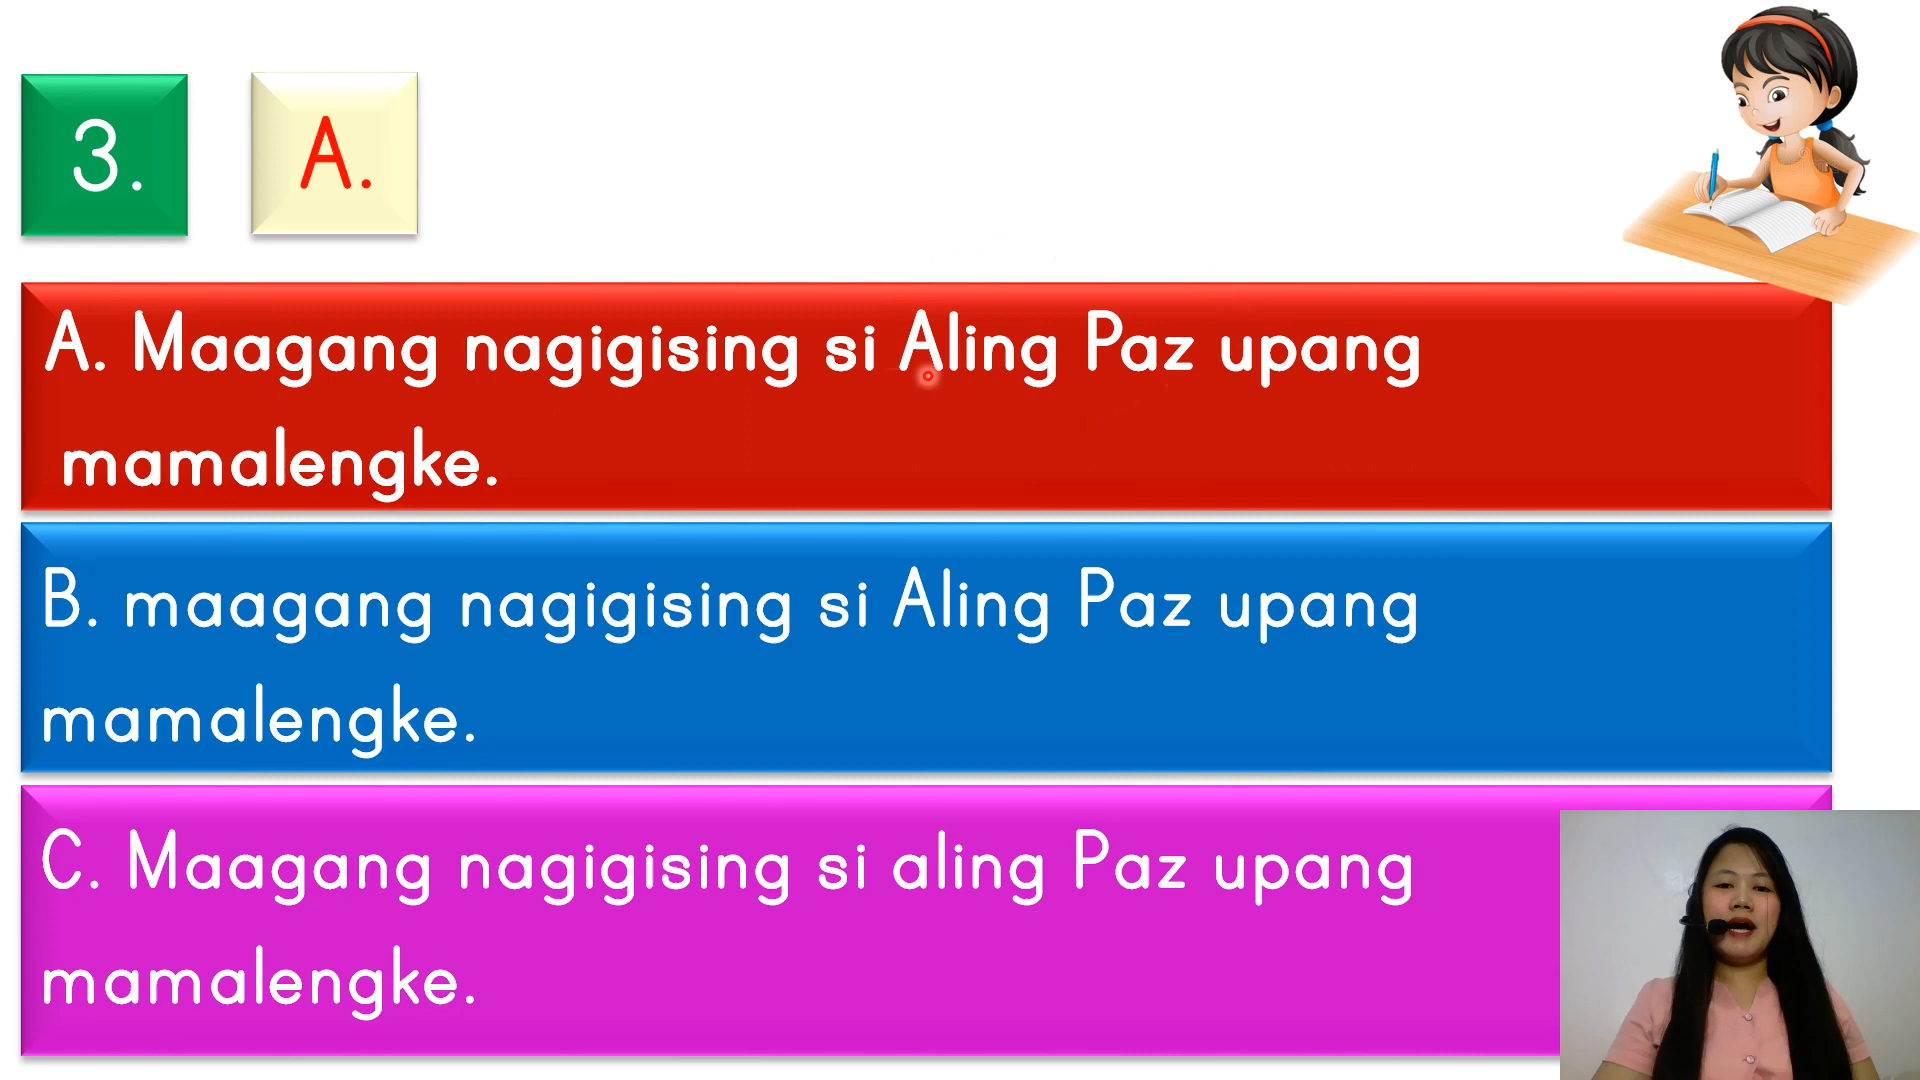 3.
A.
A. Maagang nagigising si Aling Paz upang
mamalengke.
B. maagang nagigising si Aling Paz upang
mamalengke.
C. Maagang nagigising si aling Paz upang
mamalengke.